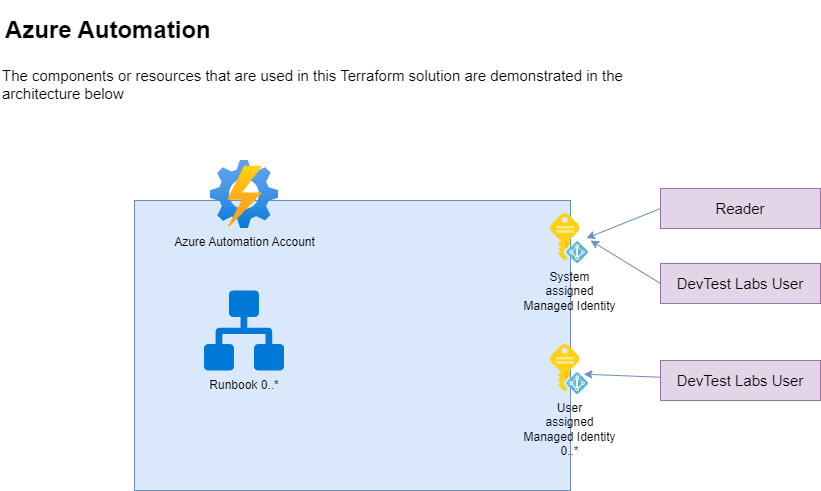 Azure Automation
The components or resources that are used in this Terraform solution are demonstrated in the
architecture below
Azure Automation Account
Reader
System
assigned
Managed Identity
DevTest Labs User
Runbook 0..*
DevTest Labs User
User
assigned
Managed Identity
0..*